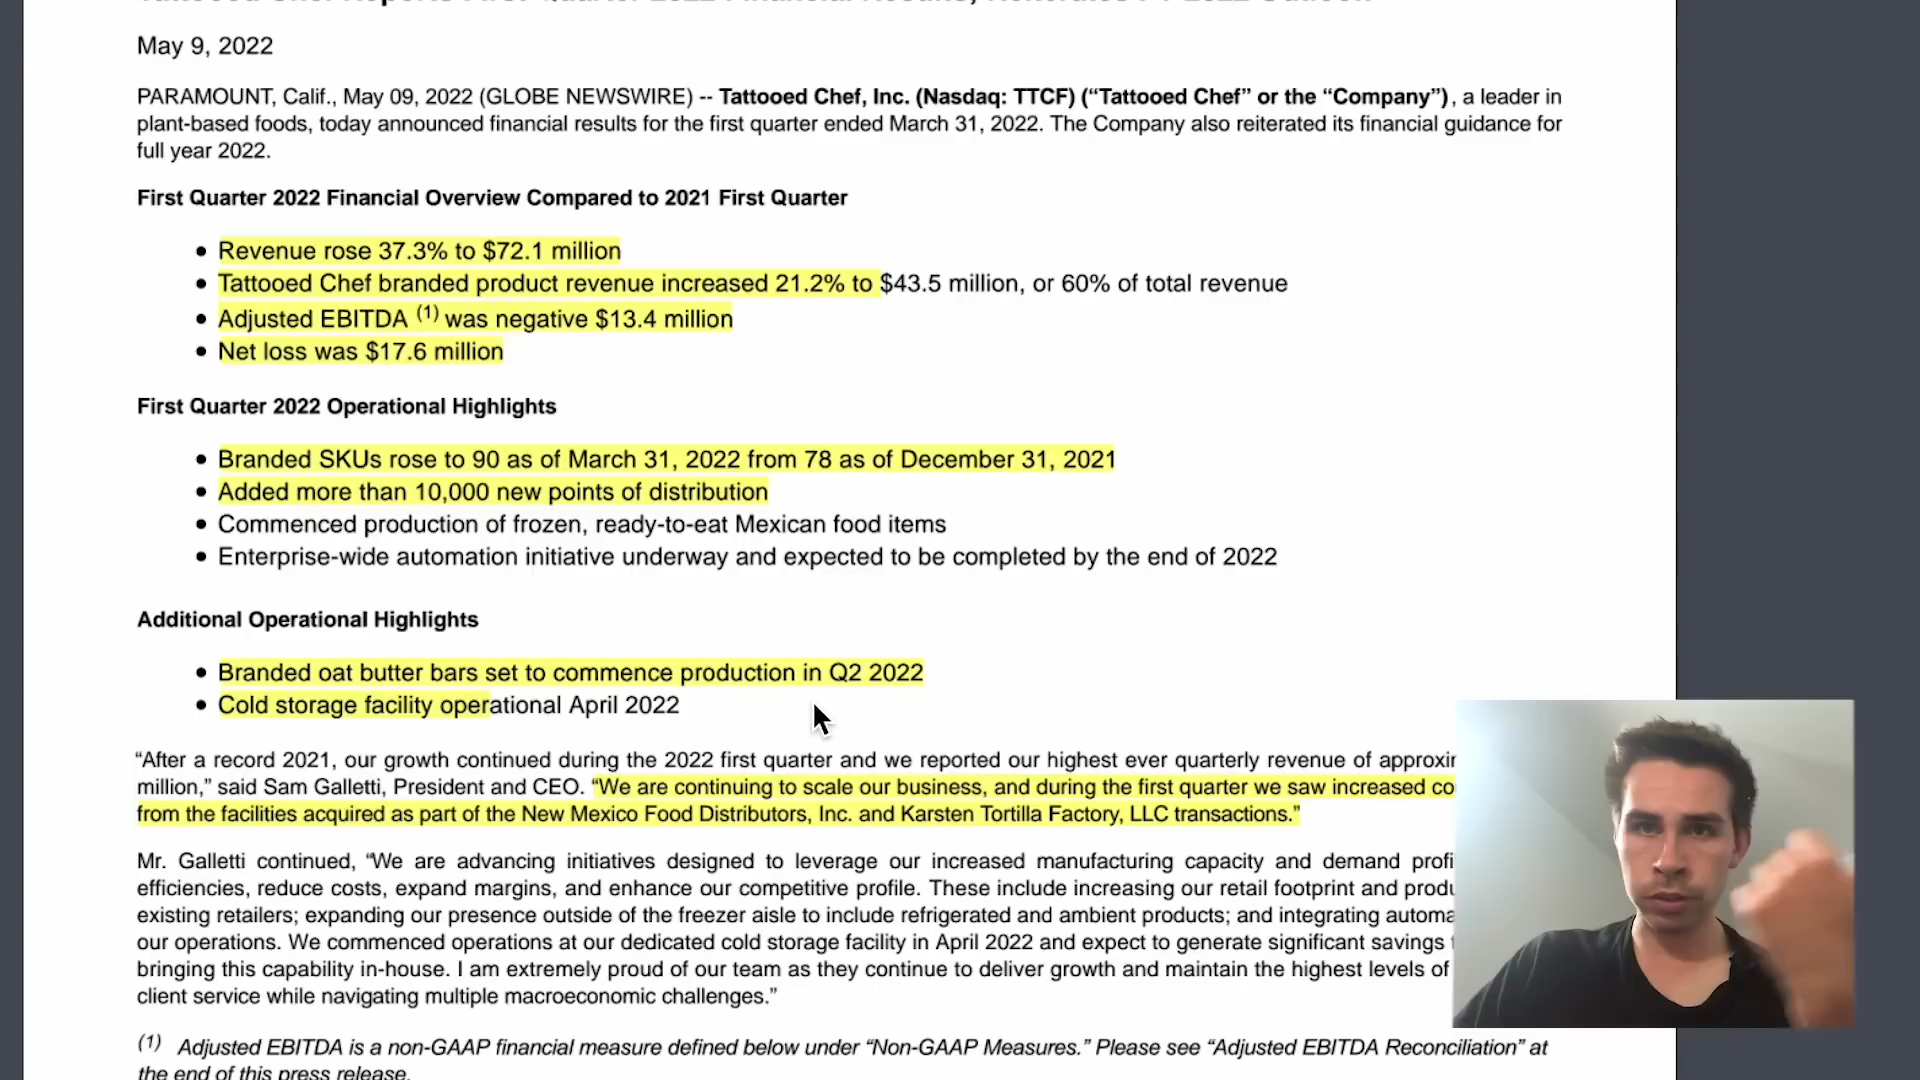 May 9, 2022
PARAMOUNT, Calif., May 09, 2022 (GLOBE NEWSWIRE) -- Tattooed Chef, Inc. (Nasdaq: TTCF) (“Tattooed Chef” or the “Company”), a leader in
plant-based foods, today announced financial results for the first quarter ended March 31, 2022. The Company also reiterated its financial guidance for
full year 2022.
First Quarter 2022 Financial Overview Compared to 2021 First Quarter
• Revenue rose 37.3% to $72.1 million
• Tattooed Chef branded product revenue increased 21.2% to $43.5 million, or 60% of total revenue
• Adjusted EBITDA (1) was negative $13.4 million
• Net loss was $17.6 million
First Quarter 2022 Operational Highlights
• Branded SKUs rose to 90 as of March 31, 2022 from 78 as of December 31, 2021
• Added more than 10,000 new points of distribution
• Commenced production of frozen, ready-to-eat Mexican food items
• Enterprise-wide automation initiative underway and expected to be completed by the end of 2022
Additional Operational Highlights
• Branded oat butter bars set to commence production in Q2 2022
• Cold storage facility operational April 2022
“After a record 2021, our growth continued during the 2022 first quarter and we reported our highest ever quarterly revenue of
million,” said Sam Galletti, President and CEO. “We are continuing to scale our business, and during the first quarter we saw increased
from the facilities acquired as part of the New Mexico Food Distributors, Inc. and Karsten Tortilla Factory, LLC transactions.”
Mr. Galletti continued, “We are advancing initiatives designed to leverage our increased manufacturing capacity and demand
efficiencies, reduce costs, expand margins, and enhance our competitive profile. These include increasing our retail footprint and
existing retailers; expanding our presence outside of the freezer aisle to include refrigerated and ambient products; and integrating
our operations. We commenced operations at our dedicated cold storage facility in April 2022 and expect to generate significant savings
bringing this capability in-house. I am extremely proud of our team as they continue to deliver growth and maintain the highest levels of
client service while navigating multiple macroeconomic challenges.”
(1) Adjusted EBITDA is a non-GAAP financial measure defined below under “Non-GAAP Measures.” Please see “Adjusted EBITDA Reconciliation” at
the end of this press release.